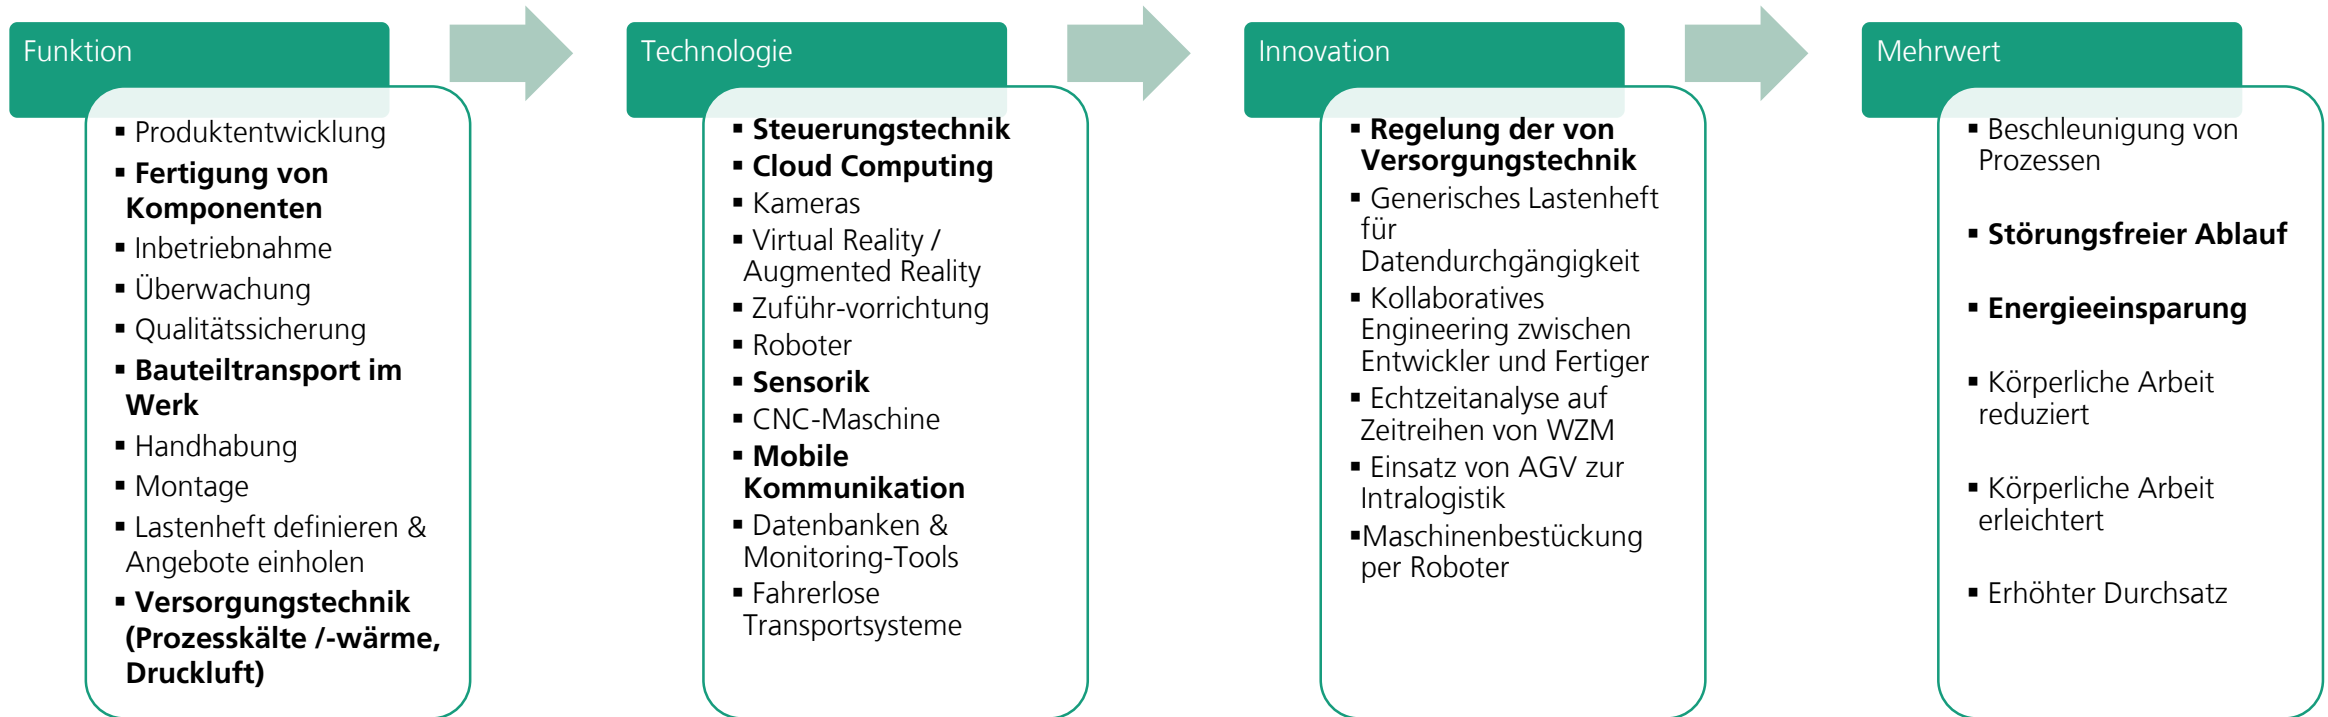 Funktion
▪ Produktentwicklung
▪ Fertigung von
Komponenten
▪ Inbetriebnahme
▪ Überwachung
▪ Qualitätssicherung
▪ Bauteiltransport im
Werk
▪ Handhabung
▪ Montage
▪ Lastenheft definieren &
Angebote einholen
▪ Versorgungstechnik
(Prozesskälte /-wärme,
Druckluft)
Technologie
▪ Steuerungstechnik
▪ Cloud Computing
▪ Kameras
▪ Virtual Reality /
Augmented Reality
▪ Zuführ-vorrichtung
▪ Roboter
▪ Sensorik
▪ CNC-Maschine
▪ Mobile
Kommunikation
▪ Datenbanken &
Monitoring-Tools
▪ Fahrerlose
Transportsysteme
Innovation
▪ Regelung der von
Versorgungstechnik
▪ Generisches Lastenheft
für
Datendurchgängigkeit
▪ Kollaboratives
Engineering zwischen
Entwickler und Fertiger
▪ Echtzeitanalyse auf
Zeitreihen von WZM
▪ Einsatz von AGV zur
Intralogistik
▪Maschinenbestückung
per Roboter
Mehrwert
▪ Beschleunigung von
Prozessen
▪ Störungsfreier Ablauf
▪ Energieeinsparung
▪ Körperliche Arbeit
reduziert
▪ Körperliche Arbeit
erleichtert
▪ Erhöhter Durchsatz